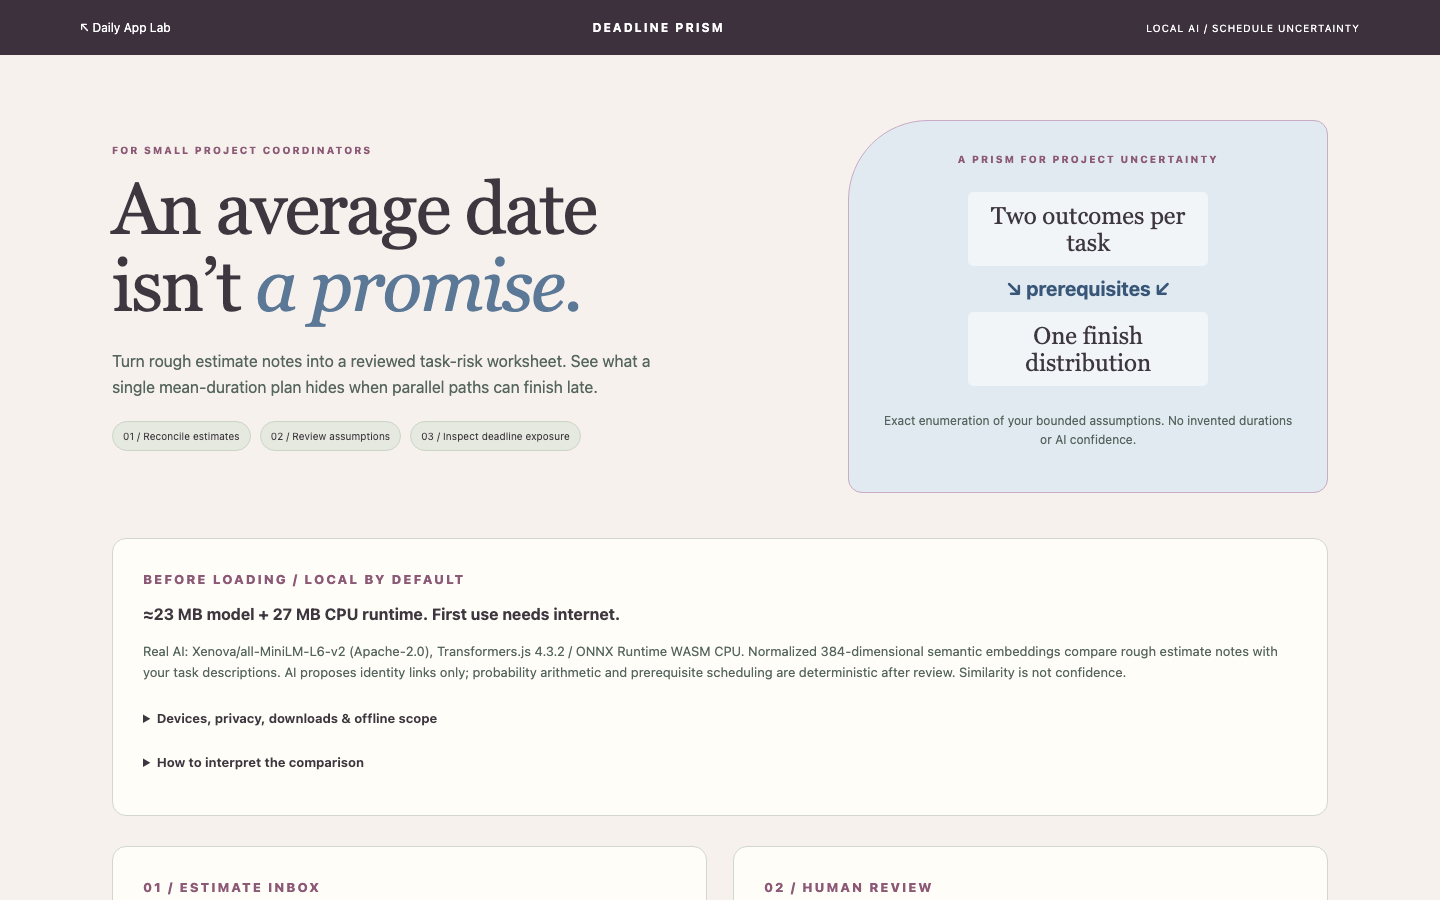 ↖ Daily App Lab
DEADLINE PRISM
LOCAL AI / SCHEDULE UNCERTAINTY
FOR SMALL PROJECT COORDINATORS
An average date
isn’t a promise.
Turn rough estimate notes into a reviewed task-risk worksheet. See what a
single mean-duration plan hides when parallel paths can finish late.
01 / Reconcile estimates
02 / Review assumptions
03 / Inspect deadline exposure
A PRISM FOR PROJECT UNCERTAINTY
Two outcomes per
task
↘ prerequisites ↙
One finish
distribution
Exact enumeration of your bounded assumptions. No invented durations
or AI confidence.
BEFORE LOADING / LOCAL BY DEFAULT
≈23 MB model + 27 MB CPU runtime. First use needs internet.
Real AI: Xenova/all-MiniLM-L6-v2 (Apache-2.0), Transformers.js 4.3.2 / ONNX Runtime WASM CPU. Normalized 384-dimensional semantic embeddings compare rough estimate notes with
your task descriptions. AI proposes identity links only; probability arithmetic and prerequisite scheduling are deterministic after review. Similarity is not confidence.
▶ Devices, privacy, downloads & offline scope
▶ How to interpret the comparison
01 / ESTIMATE INBOX
02 / HUMAN REVIEW